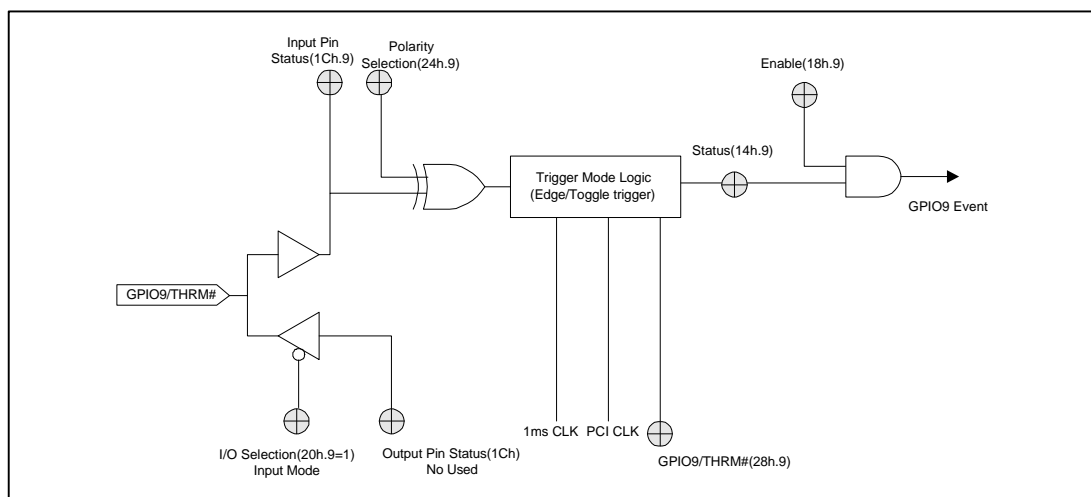 Input Pin
Status(1Ch.9)
Polarity
Selection(24h.9)
Enable(18h.9)
Status(14h.9)
Trigger Mode Logic
(Edge/Toggle trigger)
GPIO9 Event
GPIO9/THRM#
1ms CLK
PCI CLK
I/O Selection(20h.9=1)
Input Mode
Output Pin Status(1Ch)
No Used
GPIO9/THRM#(28h.9)